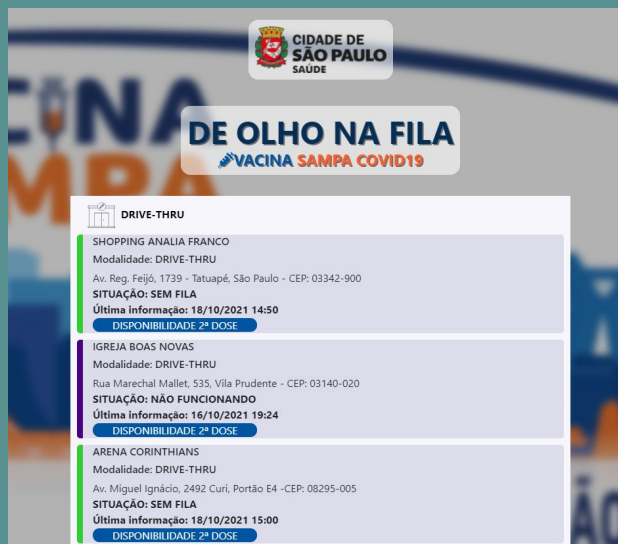 CIDADE DE
SÃO PAULO
SAÚDE
DE OLHO NA FILA
VACINA SAMPA COVID19
DRIVE-THRU
SHOPPING ANALIA FRANCO
Modalidade: DRIVE-THRU
Av. Reg. Feijó, 1739 - Tatuapé, São Paulo - CEP: 03342-900
SITUAÇÃO: SEM FILA
Última informação: 18/10/2021 14:50
DISPONIBILIDADE 2ª DOSE
IGREJA BOAS NOVAS
Modalidade: DRIVE-THRU
Rua Marechal Mallet, 535, Vila Prudente - CEP: 03140-020
SITUAÇÃO: NÃO FUNCIONANDO
Última informação: 16/10/2021 19:24
DISPONIBILIDADE 2ª DOSE
ARENA CORINTHIANS
Modalidade: DRIVE-THRU
Av. Miguel Ignácio, 2492 Curí, Portão E4 -CEP: 08295-005
SITUAÇÃO: SEM FILA
Última informação: 18/10/2021 15:00
DISPONIBILIDADE 2ª DOSE